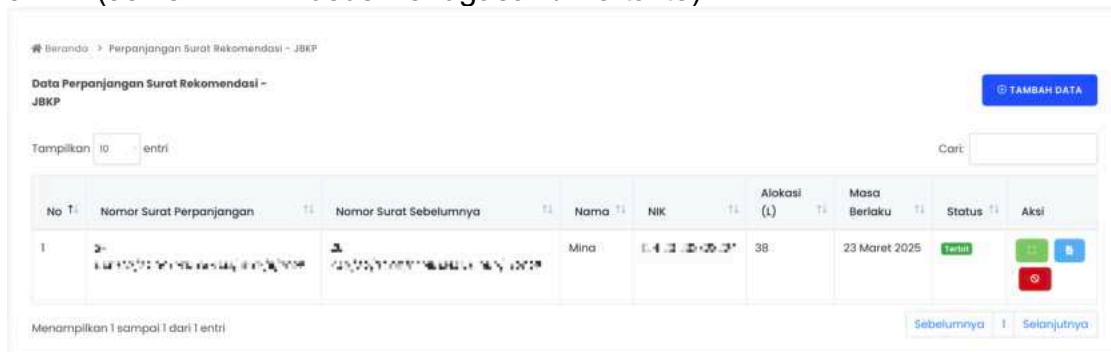 Beranda > Perpanjangan Surat Rekomendasi - JBKP
Data Perpanjangan Surat Rekomendasi -
JBKP
TAMBAH DATA
Tampilkan 10 entri
Cari:
No Nomor Surat Perpanjangan Nomor Surat Sebelumnya Nama NIK Alokasi (L) Masa Berlaku Status Aksi
1 Mina 38 23 Maret 2025 Terbit
Menampilkan 1 sampai 1 dari 1 entri
Sebelumnya 1 Selanjutnya